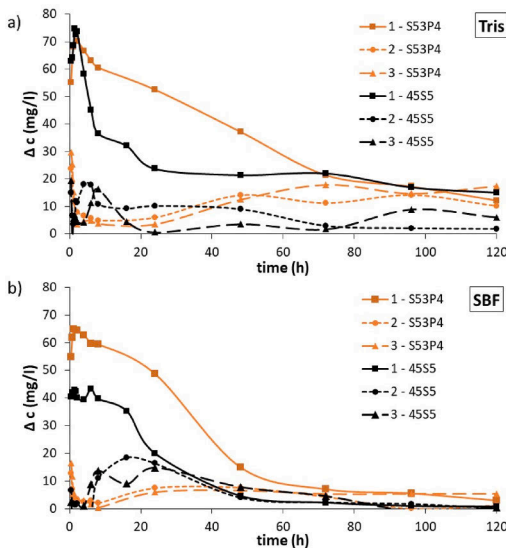 a)
Tris
80
70
60
50
40
30
20
10
0
Δ c (mg/l)
1 - S53P4
2 - S53P4
3 - S53P4
1 - 45S5
2 - 45S5
3 - 45S5
0 20 40 60 80 100 120
time (h)
b)
SBF
80
70
60
50
40
30
20
10
0
Δ c (mg/l)
1 - S53P4
2 - S53P4
3 - S53P4
1 - 45S5
2 - 45S5
3 - 45S5
0 20 40 60 80 100 120
time (h)